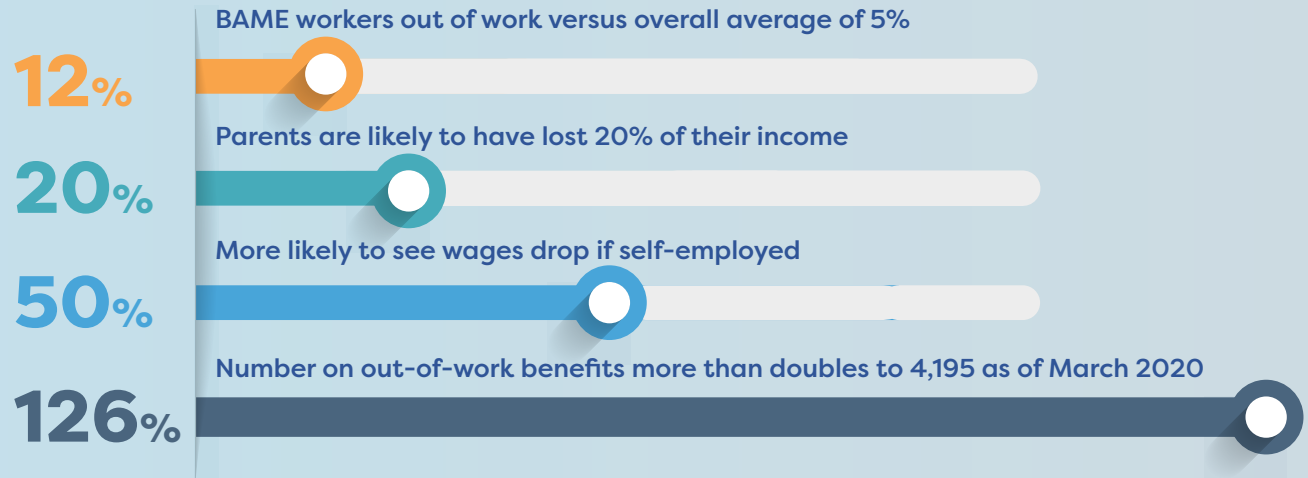 BAME workers out of work versus overall average of 5%
12%
Parents are likely to have lost 20% of their income
20%
More likely to see wages drop if self-employed
50%
Number on out-of-work benefits more than doubles to 4,195 as of March 2020
126%